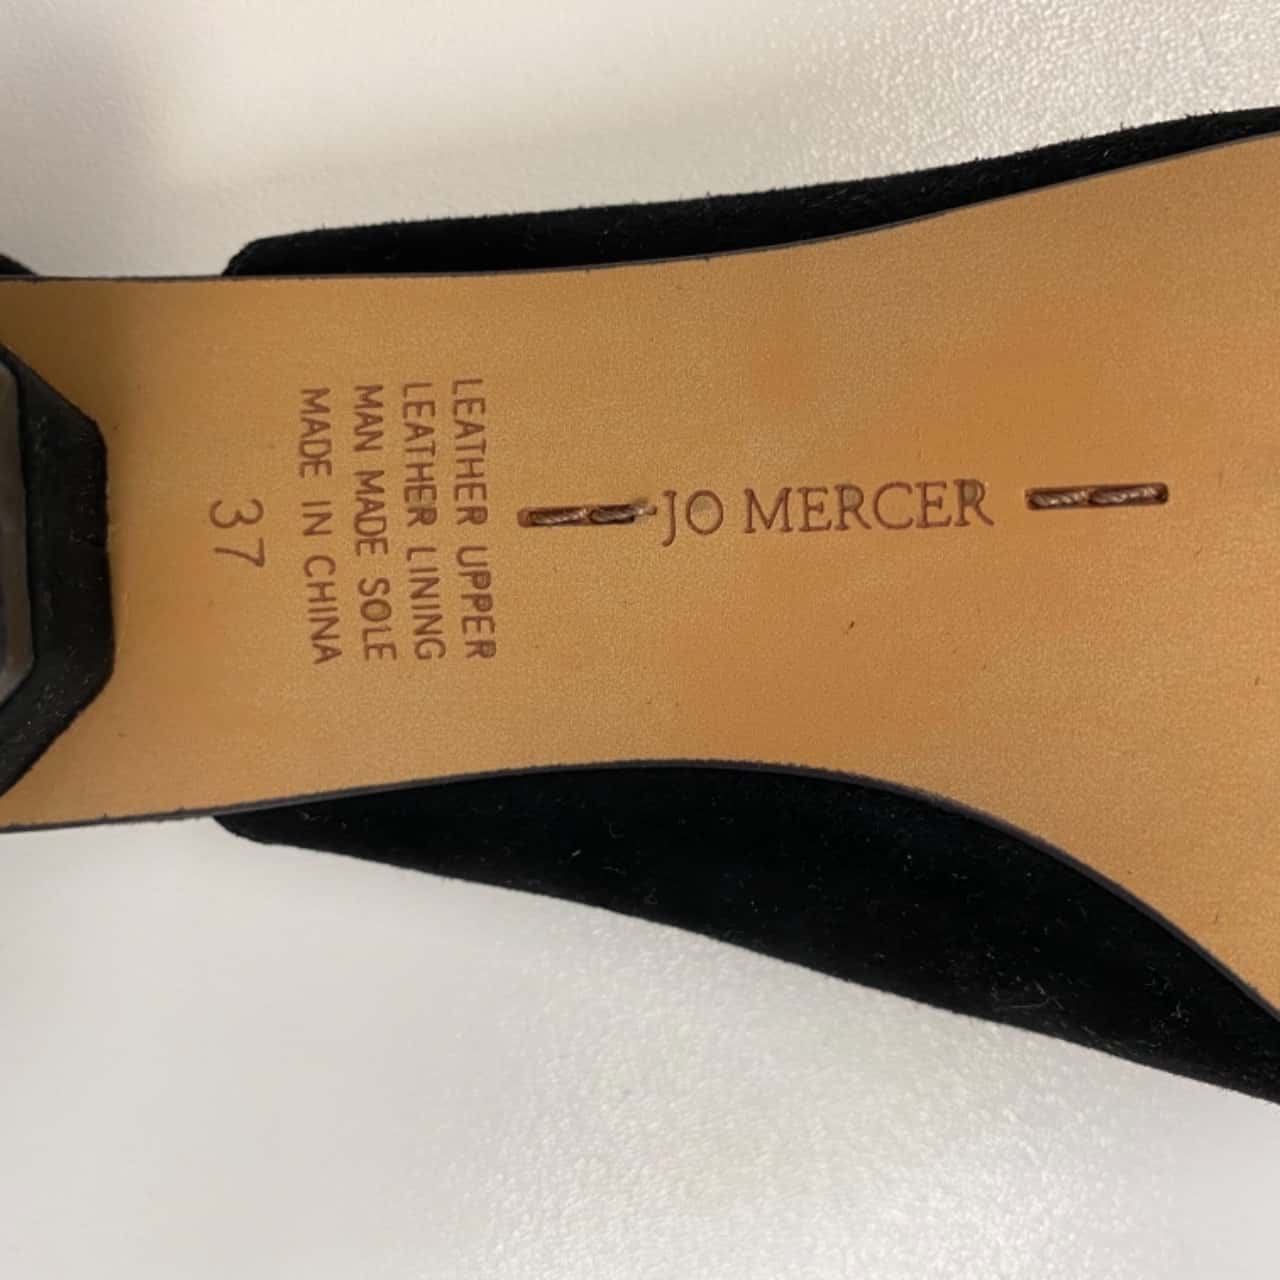 JO MERCER
LEATHER UPPER
LEATHER LINING
MAN MADE SOLE
MADE IN CHINA
37